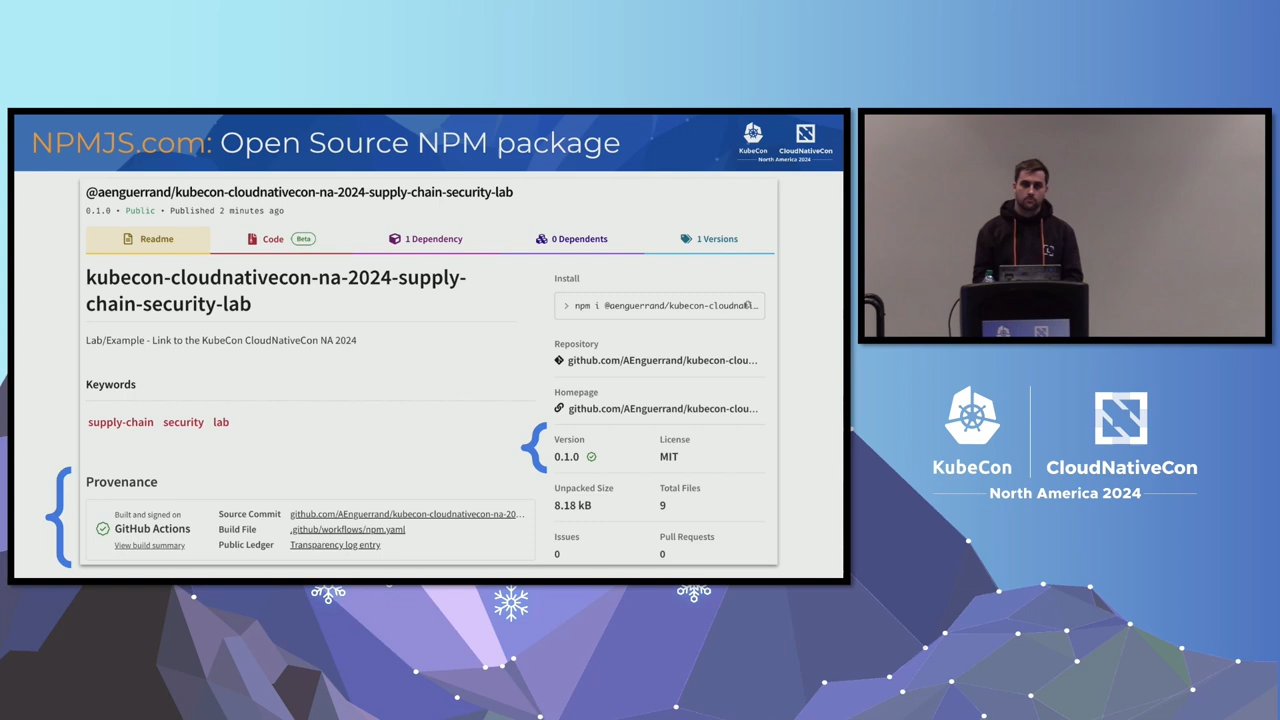 NPMJS.com: Open Source NPM package
KubeCon
CloudNativeCon
North America 2024
@aenguerrand/kubecon-cloudnativecon-na-2024-supply-chain-security-lab
0.1.0 • Public • Published 2 minutes ago
Readme
Code Beta
1 Dependency
0 Dependents
1 Versions
kubecon-cloudnativecon-na-2024-supply-
chain-security-lab
Lab/Example - Link to the KubeCon CloudNativeCon NA 2024
Keywords
supply-chain security lab
Provenance
Built and signed on
GitHub Actions
View build summary
Source Commit github.com/AEnguerrand/kubecon-cloudnativecon-na-20...
Build File .github/workflows/npm.yaml
Public Ledger Transparency log entry
Install
> npm i @aenguerrand/kubecon-cloudnati...
Repository
github.com/AEnguerrand/kubecon-clou...
Homepage
github.com/AEnguerrand/kubecon-clou...
Version License
0.1.0 MIT
Unpacked Size Total Files
8.18 kB 9
Issues Pull Requests
0 0
KubeCon
CloudNativeCon
North America 2024